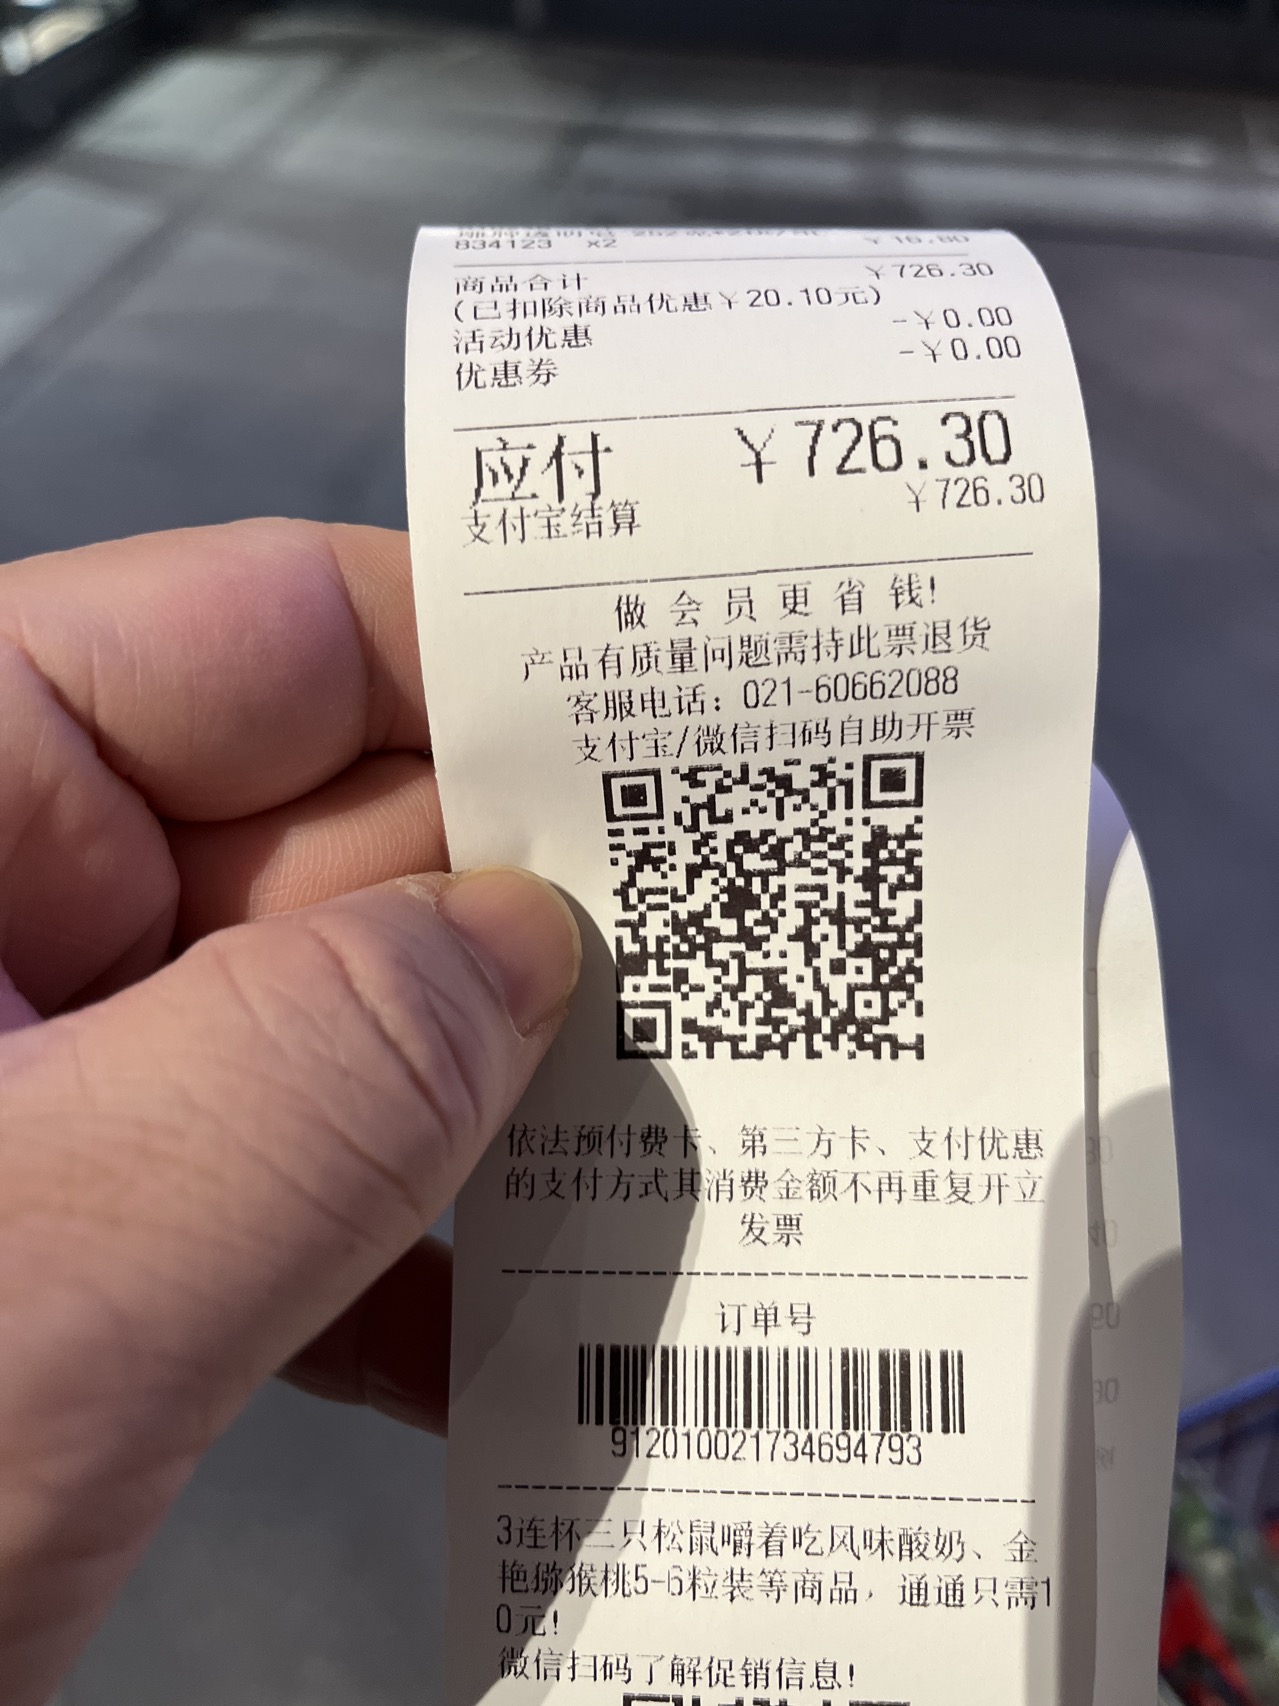 834123 x2 ￥16.80
商品合计 ￥726.30
(已扣除商品优惠￥20.10元)
活动优惠 -￥0.00
优惠券 -￥0.00
应付 ￥726.30
支付宝结算 ￥726.30
做会员更省钱!
产品有质量问题需持此票退货
客服电话：021-60662088
支付宝/微信扫码自助开票
依法预付费卡、第三方卡、支付优惠
的支付方式其消费金额不再重复开立
发票
订单号
912010021734694793
3连杯三只松鼠嚼着吃风味酸奶、金
艳猕猴桃5-6粒装等商品，通通只需1
0元!
微信扫码了解促销信息!